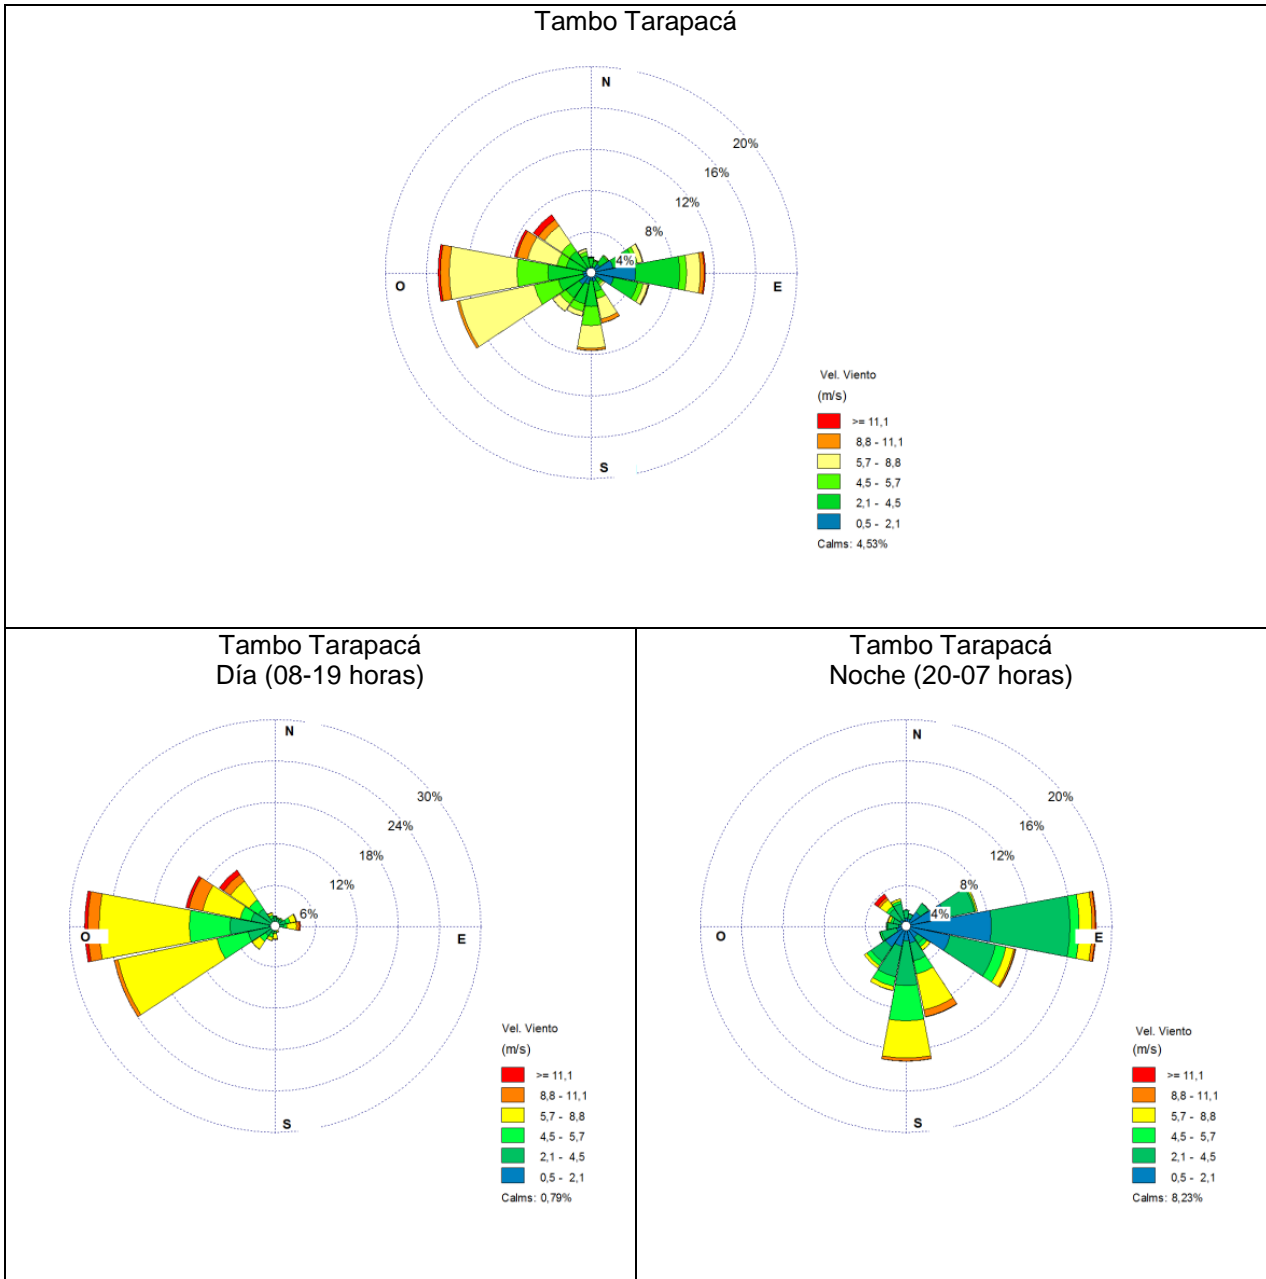 Tambo Tarapacá
N
20%
16%
12%
8%
4%
O
E
S
Vel. Viento
(m/s)
>= 11,1
8,8 - 11,1
5,7 - 8,8
4,5 - 5,7
2,1 - 4,5
0,5 - 2,1
Calms: 4,53%
Tambo Tarapacá
Día (08-19 horas)
N
30%
24%
18%
12%
6%
O
E
S
Vel. Viento
(m/s)
>= 11,1
8,8 - 11,1
5,7 - 8,8
4,5 - 5,7
2,1 - 4,5
0,5 - 2,1
Calms: 0,79%
Tambo Tarapacá
Noche (20-07 horas)
N
20%
16%
12%
8%
4%
O
E
S
Vel. Viento
(m/s)
>= 11,1
8,8 - 11,1
5,7 - 8,8
4,5 - 5,7
2,1 - 4,5
0,5 - 2,1
Calms: 8,23%